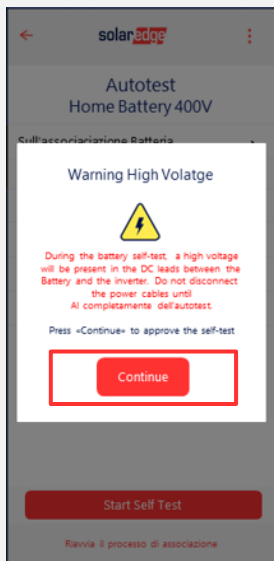 solaredge
Autotest
Home Battery 400V
Sull'associaciazione Batteria
Warning High Volatge
During the battery self-test, a high voltage
will be present in the DC leads between the
Battery and the inverter. Do not disconnect
the power cables until
Al completamente dell'autotest.
Press «Continue» to approve the self-test
Continue
Start Self Test
Riavvia il processo di associazione